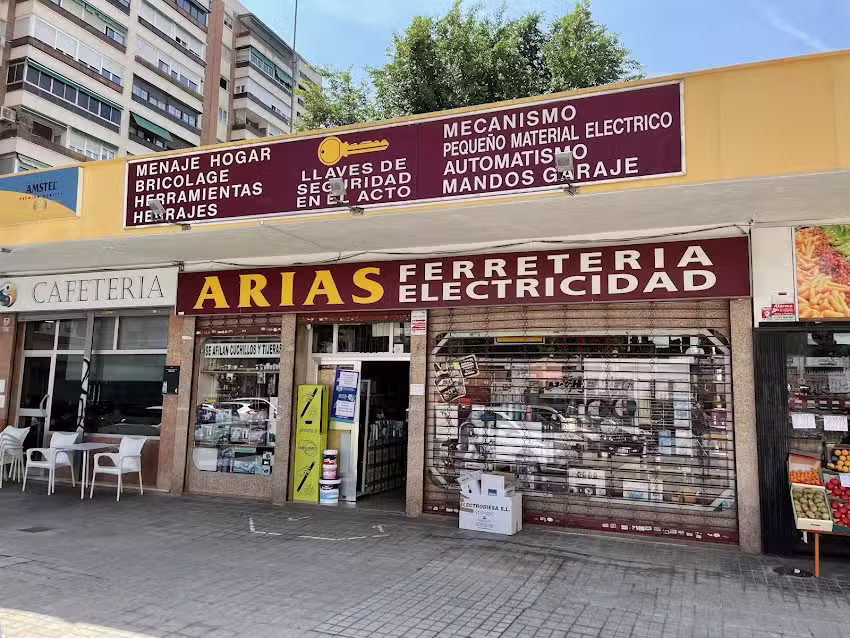 MENAJE HOGAR
BRICOLAGE
HERRAMIENTAS
HERRAJES
LLAVES DE
SEGURIDAD
EN EL ACTO
MECANISMO
PEQUEÑO MATERIAL ELECTRICO
AUTOMATISMO
MANDOS GARAJE
AMSTEL
CAFETERIA
ARIAS
FERRETERIA
ELECTRICIDAD
SE AFILAN CUCHILLOS Y TIJERAS
ELECTRODIESA S.L.